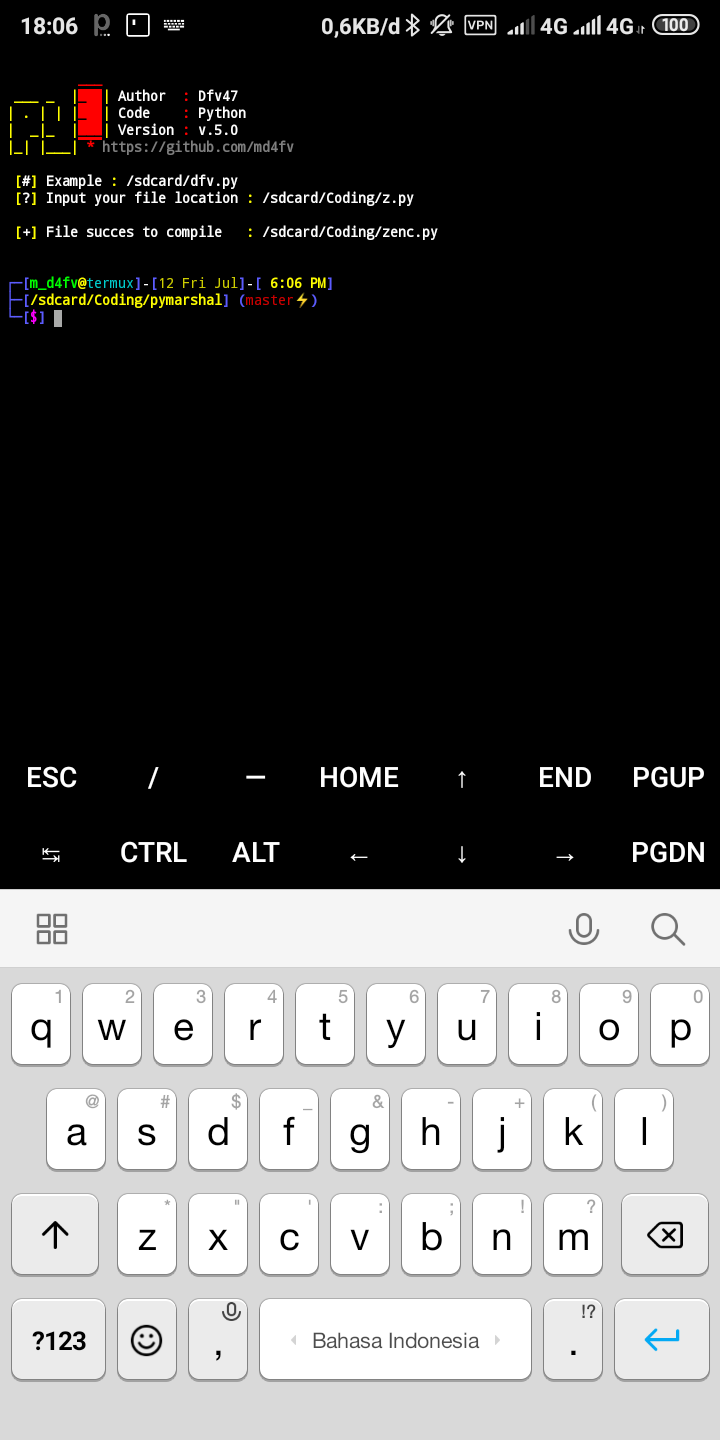 18:06 0,6KB/d VPN 4G 4G 100
| Author : Dfv47
| Code : Python
| Version : v.5.0
* https://github.com/md4fv
[#] Example : /sdcard/dfv.py
[?] Input your file location : /sdcard/Coding/z.py
[+] File succes to compile : /sdcard/Coding/zenc.py
┌─[m_d4fv@termux]-[12 Fri Jul]-[ 6:06 PM]
├─[/sdcard/Coding/pymarshal] (master⚡)
└─[$]
ESC / — HOME ↑ END PGUP
↹ CTRL ALT ← ↓ → PGDN
1 2 3 4 5 6 7 8 9 0
q w e r t y u i o p
@ # $ _ & - + ( )
a s d f g h j k l
* " ' : ; ! ?
z x c v b n m
!?
?123 , Bahasa Indonesia .